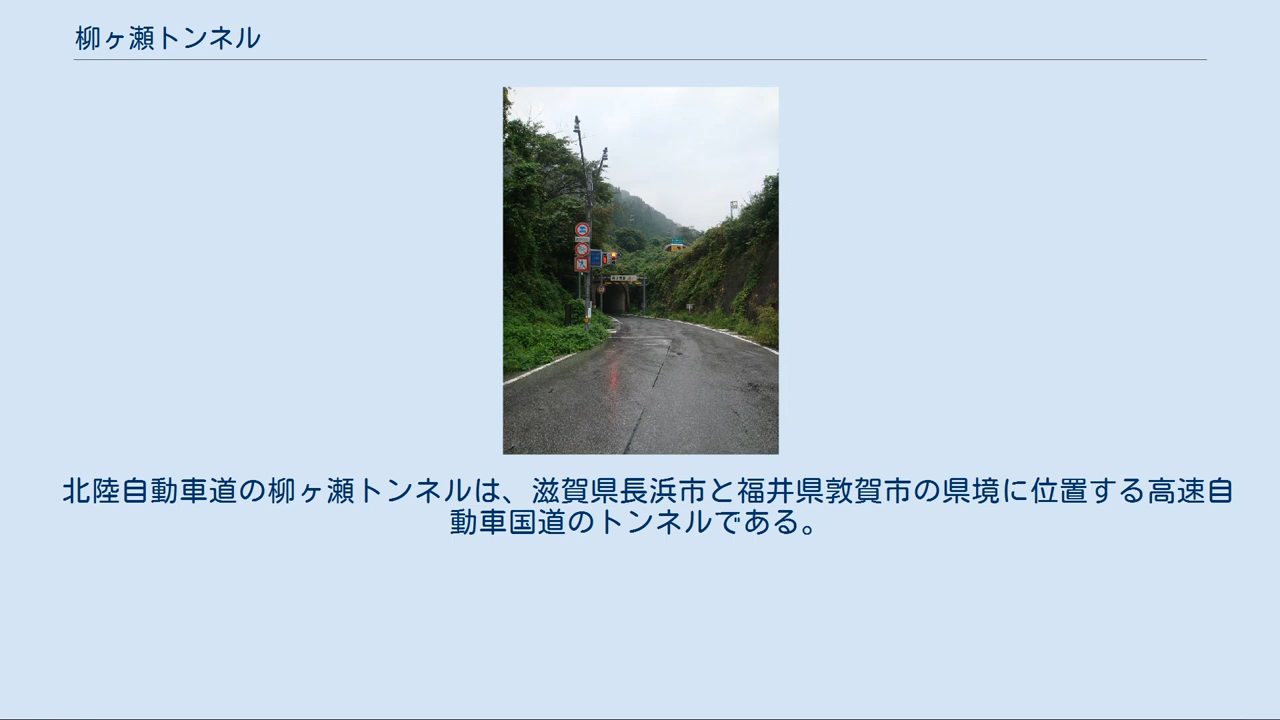 柳ヶ瀬トンネル
北陸自動車道の柳ヶ瀬トンネルは、滋賀県長浜市と福井県敦賀市の県境に位置する高速自
動車国道のトンネルである。